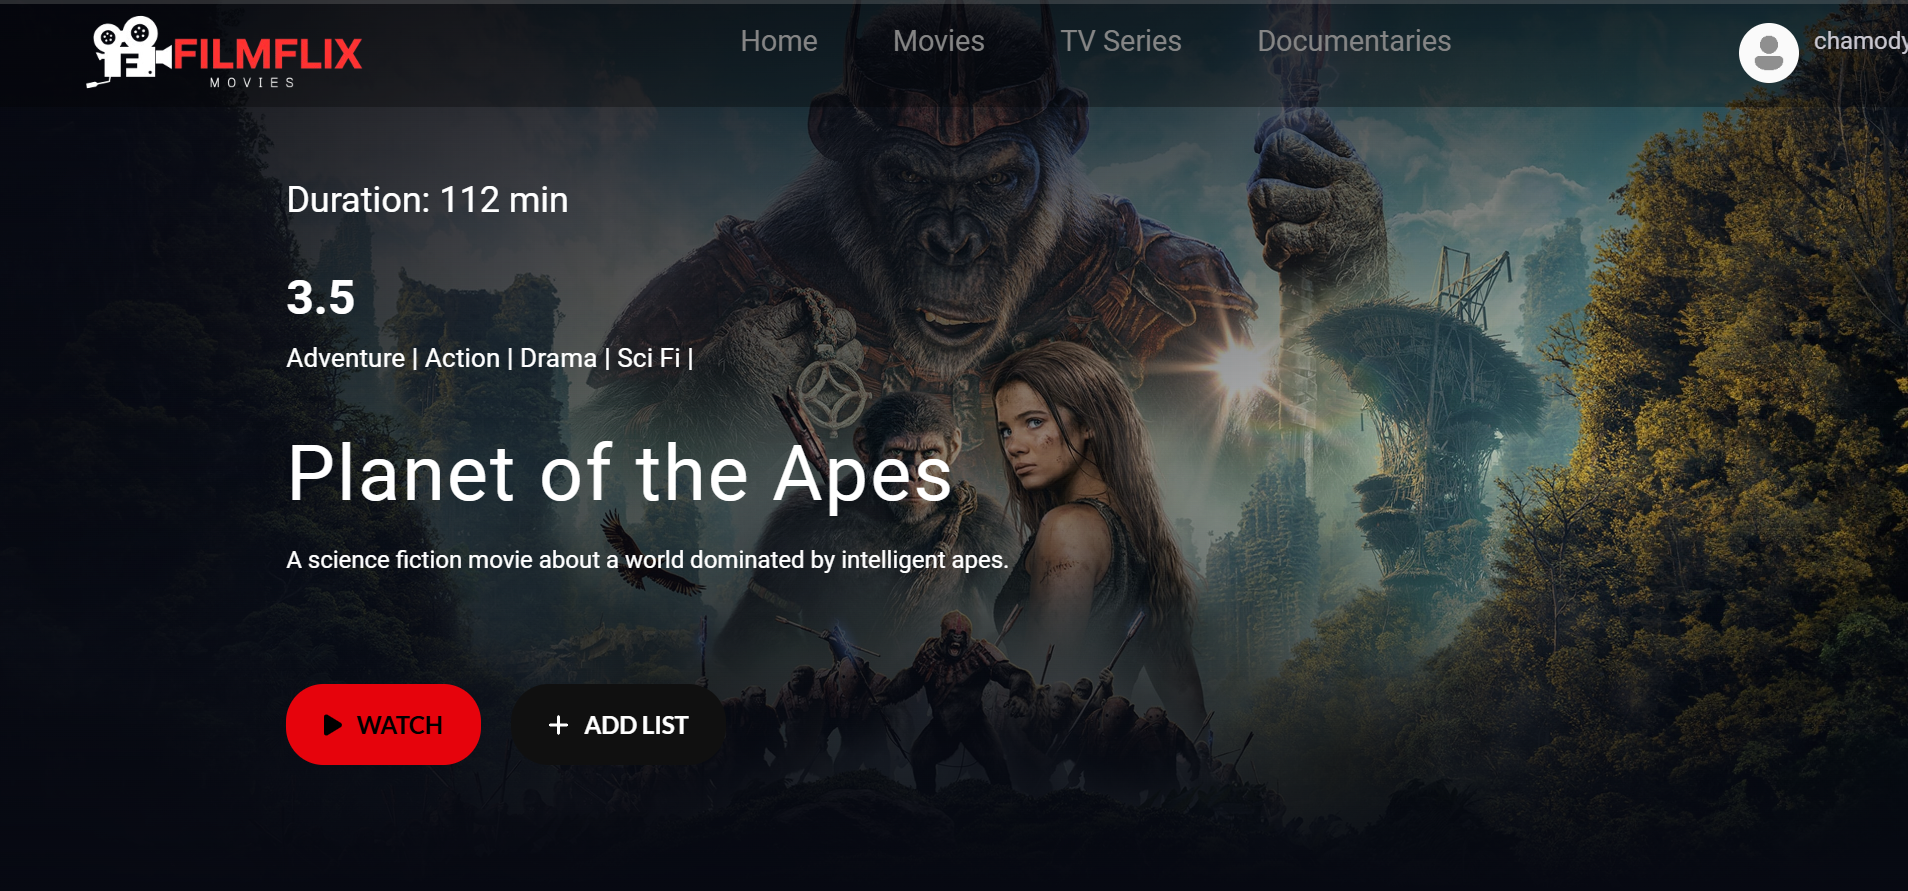 FILMFLIX
MOVIES
Home Movies TV Series Documentaries
chamody
Duration: 112 min
3.5
Adventure | Action | Drama | Sci Fi |
Planet of the Apes
A science fiction movie about a world dominated by intelligent apes.
WATCH + ADD LIST